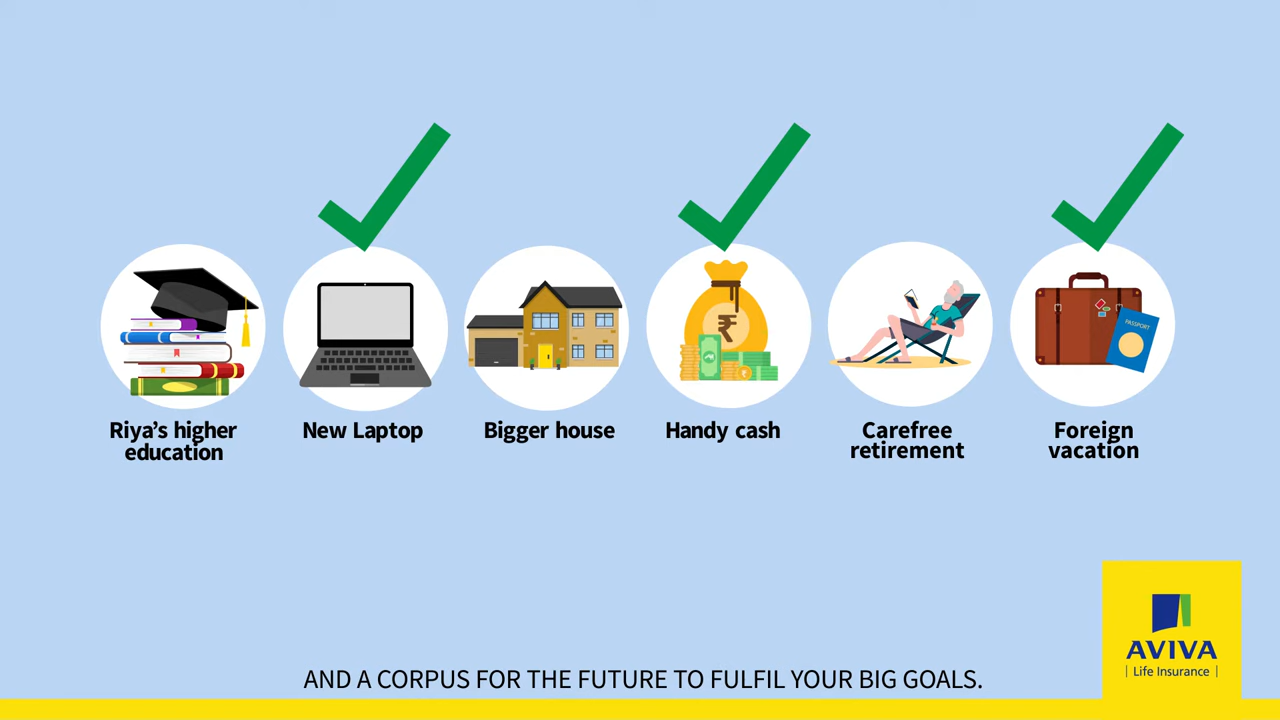 PASSPORT
Riya's higher
education
New Laptop
Bigger house
Handy cash
Carefree
retirement
Foreign
vacation
AND A CORPUS FOR THE FUTURE TO FULFIL YOUR BIG GOALS.
AVIVA
| Life Insurance |